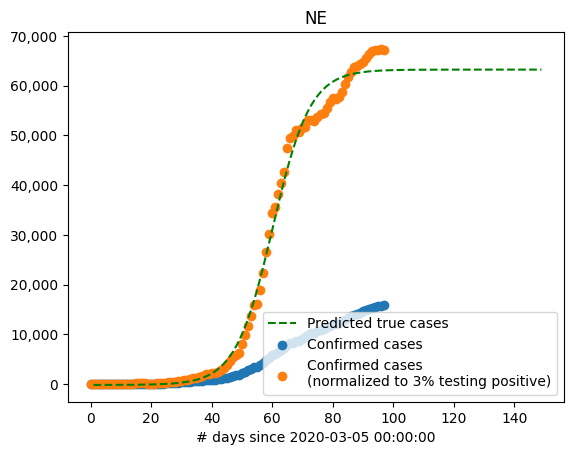 NE
70,000
60,000
50,000
40,000
30,000
20,000
10,000
0
Predicted true cases
Confirmed cases
Confirmed cases
(normalized to 3% testing positive)
0 20 40 60 80 100 120 140
# days since 2020-03-05 00:00:00